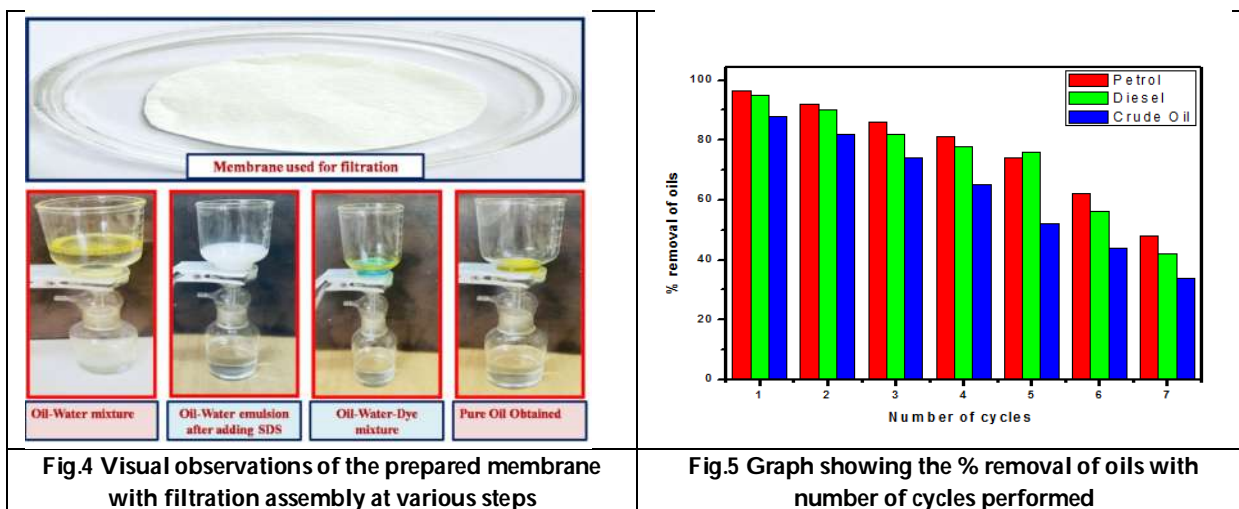 Membrane used for filtration
Oil-Water mixture
Oil-Water emulsion
after adding SDS
Oil-Water-Dye
mixture
Pure Oil Obtained
Fig.4 Visual observations of the prepared membrane
with filtration assembly at various steps
100
80
60
40
20
0
% removal of oils
Petrol
Diesel
Crude Oil
1 2 3 4 5 6 7
Number of cycles
Fig.5 Graph showing the % removal of oils with
number of cycles performed